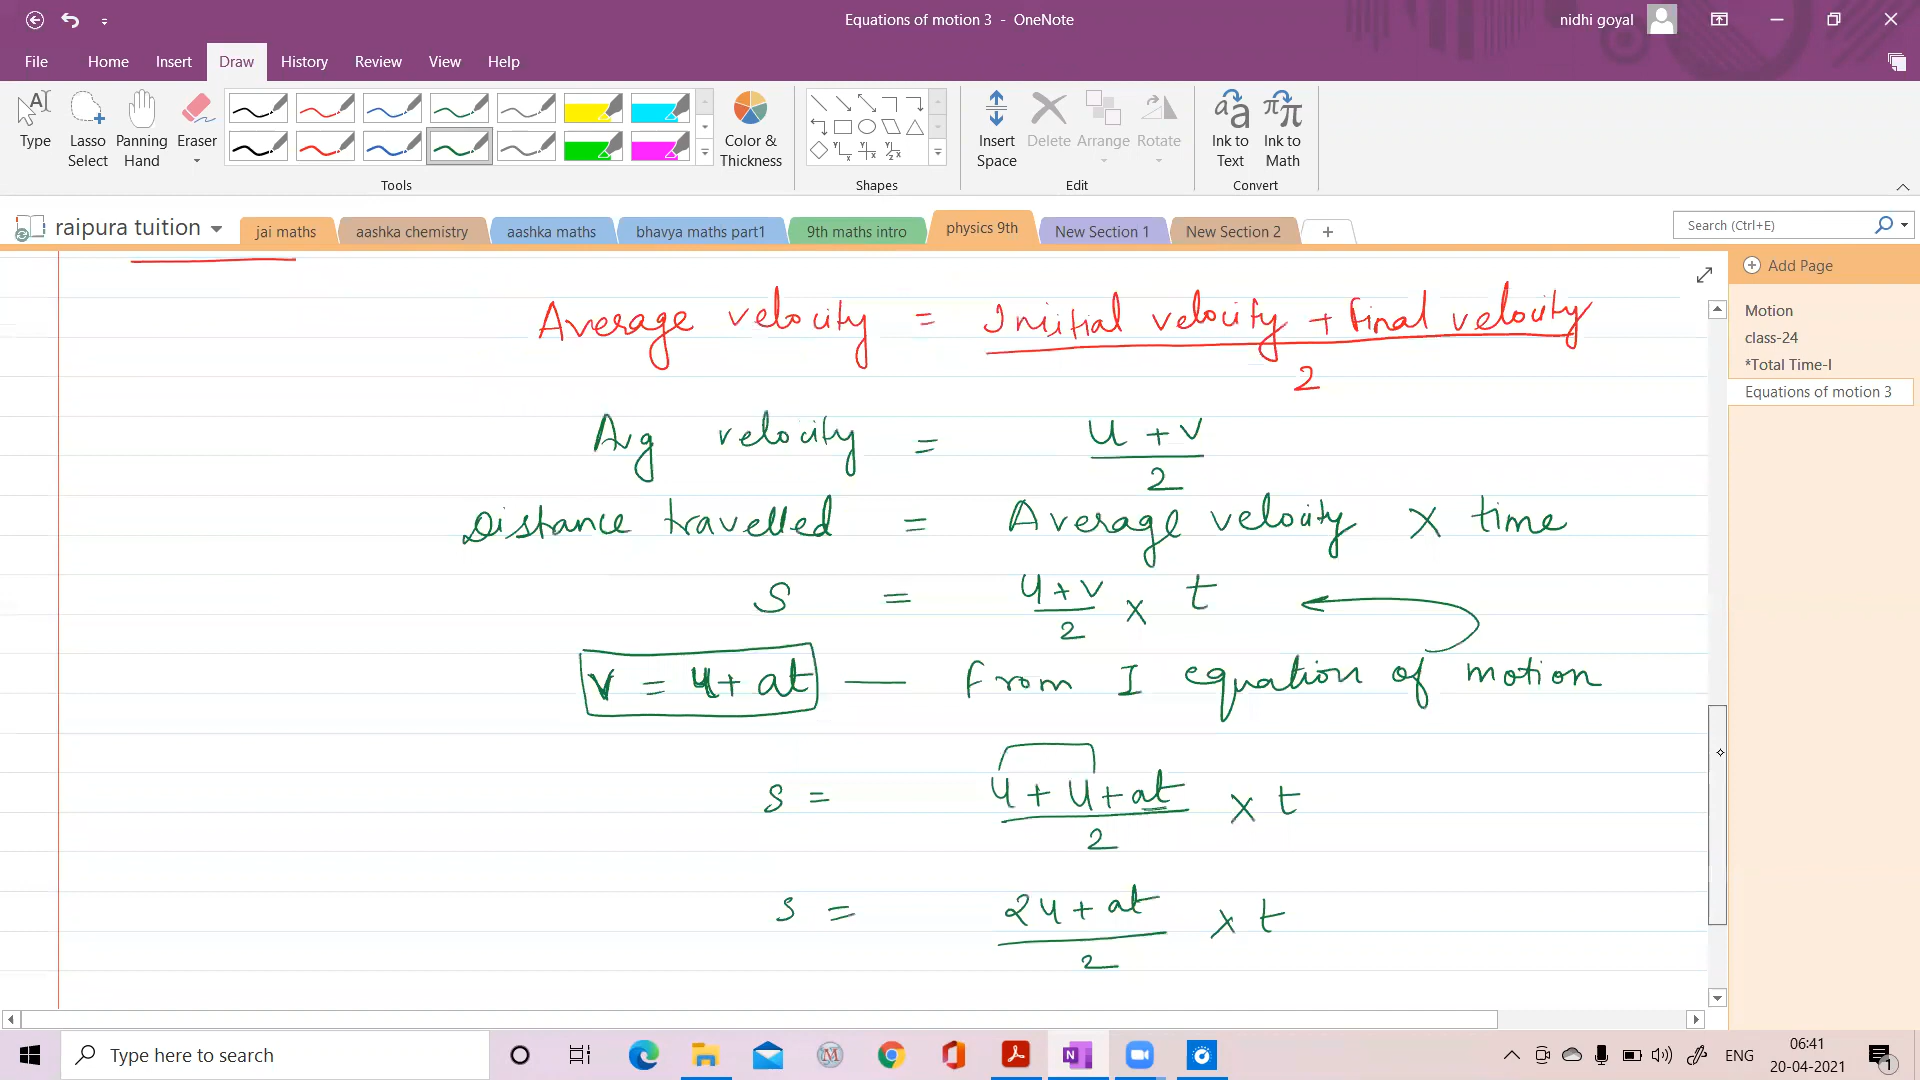 Equations of motion 3 - OneNote
nidhi goyal
File Home Insert Draw History Review View Help
Type
Lasso Select
Panning Hand
Eraser
Color & Thickness
Insert Space
Delete
Arrange
Rotate
Ink to Text
Ink to Math
Tools Shapes Edit Convert
raipura tuition
jai maths aashka chemistry aashka maths bhavya maths part1 9th maths intro physics 9th New Section 1 New Section 2 +
Search (Ctrl+E)
Add Page
Motion
class-24
*Total Time-I
Equations of motion 3
Average velocity = Iniitial velocity + final velocity
2
Avg velocity = u + v
2
Distance travelled = Average velocity X time
S = u + v / 2 x t
v = u + at — from I equation of motion
s = u + u + at / 2 x t
s = 2u + at / 2 x t
Type here to search
ENG
06:41
20-04-2021
1